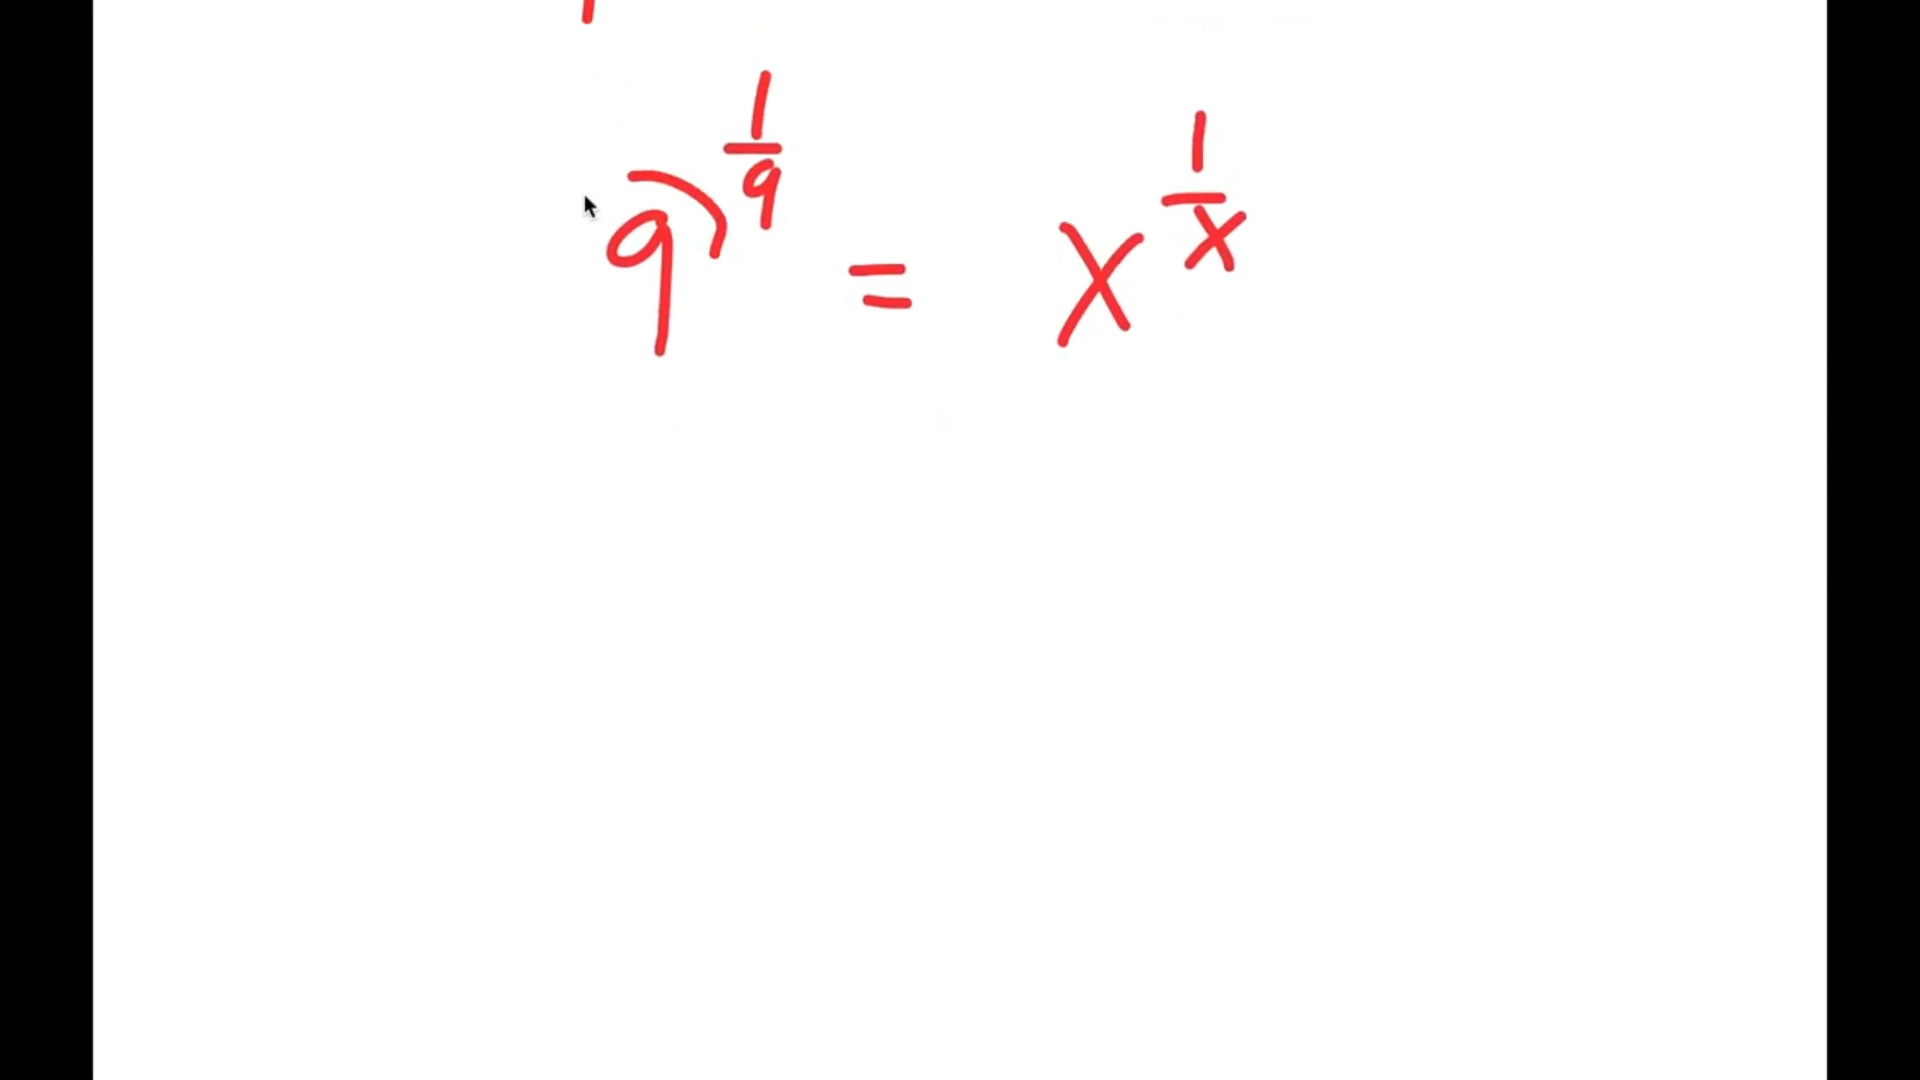 9^(1/9) = x^(1/x)